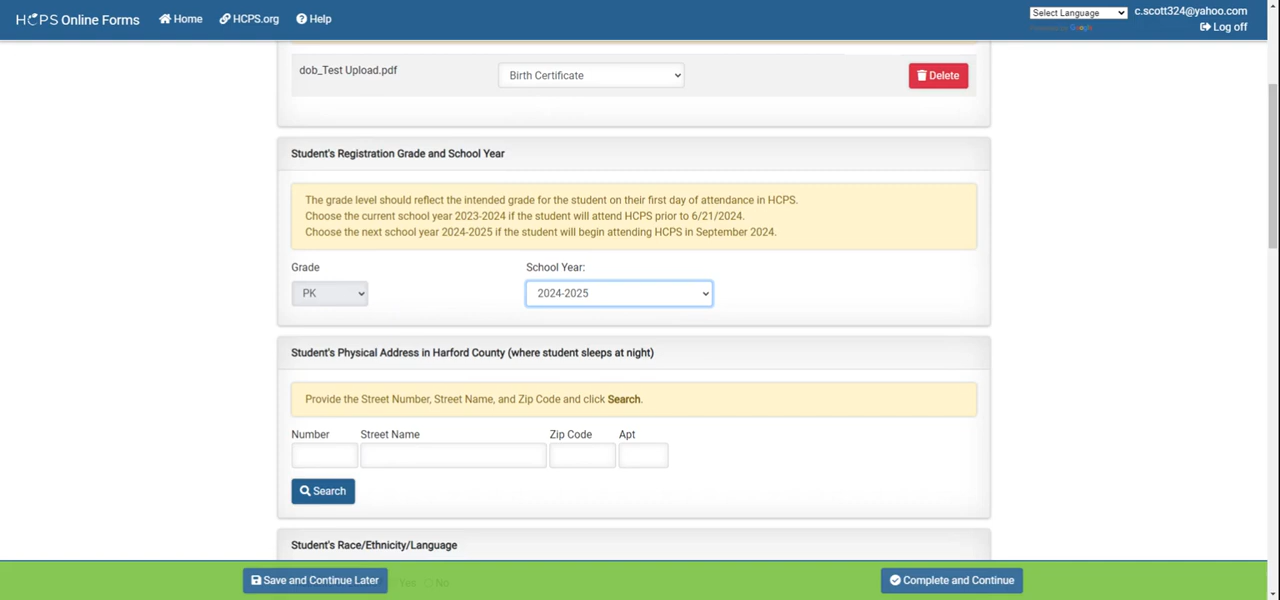 HCPS Online Forms
Home
HCPS.org
Help
Select Language
c.scott324@yahoo.com
Log off
dob_Test Upload.pdf
Birth Certificate
Delete
Student's Registration Grade and School Year
The grade level should reflect the intended grade for the student on their first day of attendance in HCPS.
Choose the current school year 2023-2024 if the student will attend HCPS prior to 6/21/2024.
Choose the next school year 2024-2025 if the student will begin attending HCPS in September 2024.
Grade
School Year:
PK
2024-2025
Student's Physical Address in Harford County (where student sleeps at night)
Provide the Street Number, Street Name, and Zip Code and click Search.
Number
Street Name
Zip Code
Apt
Search
Student's Race/Ethnicity/Language
Yes
No
Save and Continue Later
Complete and Continue